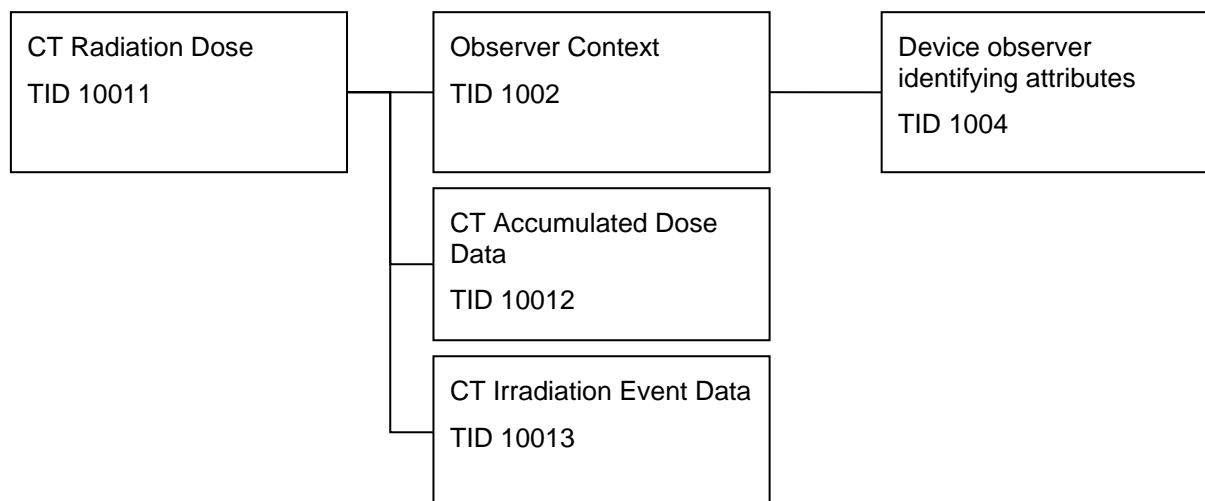 CT Radiation Dose
TID 10011
Observer Context
TID 1002
Device observer
identifying attributes
TID 1004
CT Accumulated Dose
Data
TID 10012
CT Irradiation Event Data
TID 10013